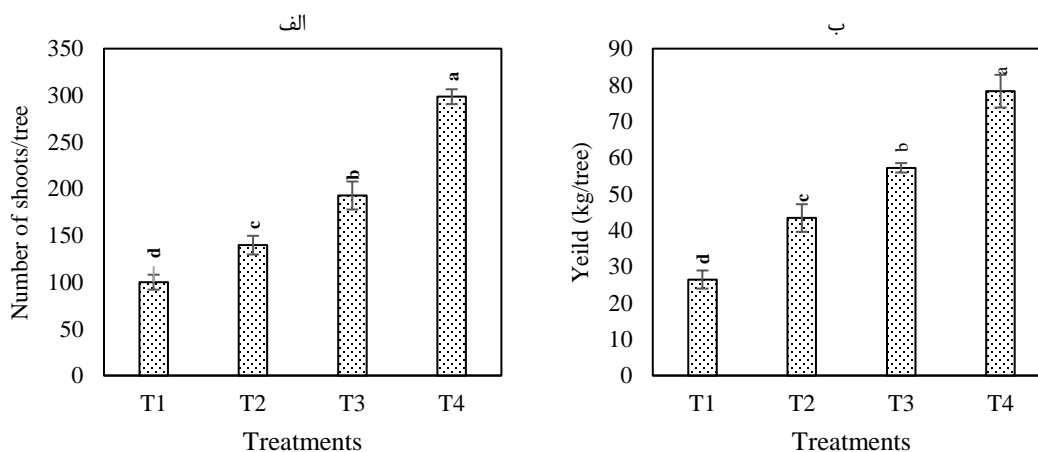 الف
Number of shoots/tree
350
300
250
200
150
100
50
0
d
c
b
a
T1 T2 T3 T4
Treatments
ب
Yeild (kg/tree)
90
80
70
60
50
40
30
20
10
0
d
c
b
a
T1 T2 T3 T4
Treatments